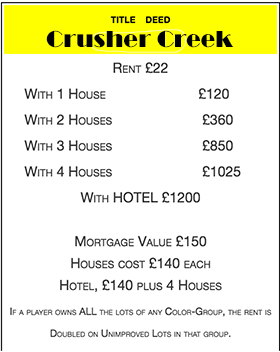 TITLE DEED
Crusher Creek
RENT £22
WITH 1 HOUSE £120
WITH 2 HOUSES £360
WITH 3 HOUSES £850
WITH 4 HOUSES £1025
WITH HOTEL £1200
MORTGAGE VALUE £150
HOUSES COST £140 EACH
HOTEL, £140 PLUS 4 HOUSES
IF A PLAYER OWNS ALL THE LOTS OF ANY COLOR-GROUP, THE RENT IS
DOUBLED ON UNIMPROVED LOTS IN THAT GROUP.